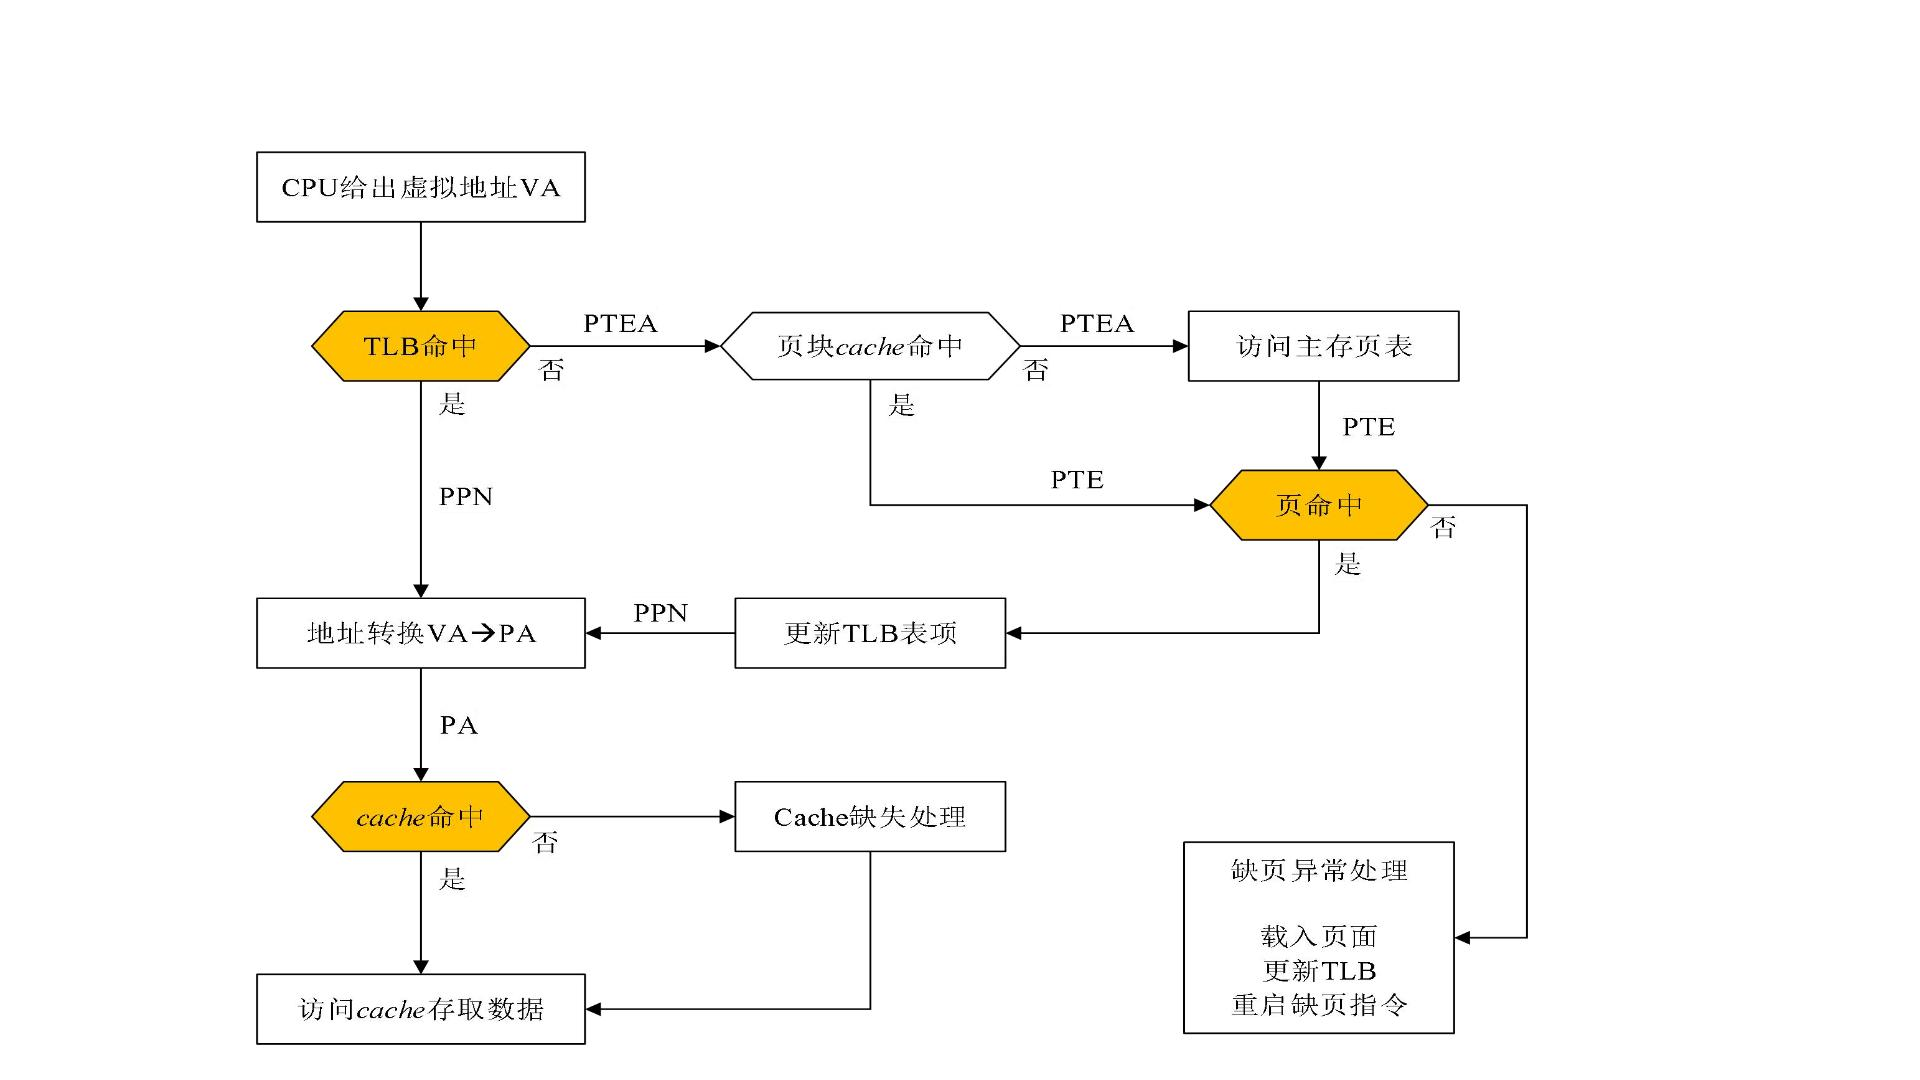 CPU给出虚拟地址VA
TLB命中
PTEA
否
是
页块cache命中
PTEA
否
是
访问主存页表
PTE
PTE
页命中
否
是
PPN
地址转换VA→PA
PPN
更新TLB表项
PA
cache命中
否
是
Cache缺失处理
访问cache存取数据
缺页异常处理
载入页面
更新TLB
重启缺页指令